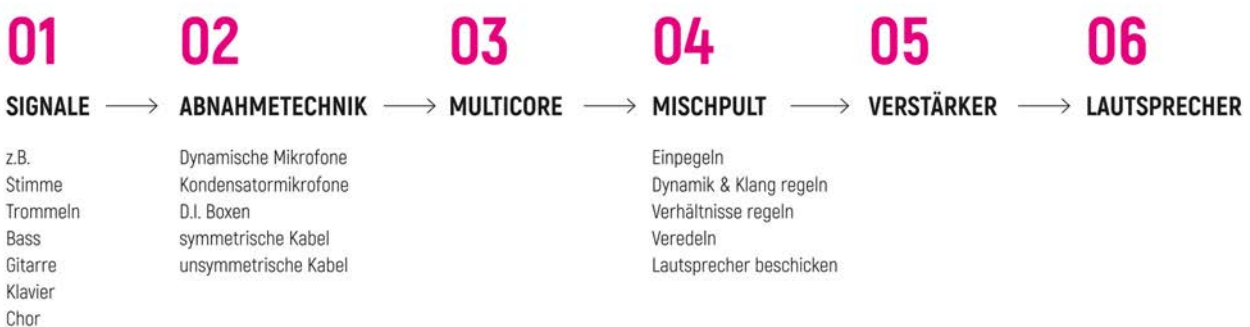 01 02 03 04 05 06
SIGNALE → ABNAHMETECHNIK → MULTICORE → MISCHPULT → VERSTÄRKER → LAUTSPRECHER
z.B.
Stimme
Trommeln
Bass
Gitarre
Klavier
Chor
Dynamische Mikrofone
Kondensatormikrofone
D.I. Boxen
symmetrische Kabel
unsymmetrische Kabel
Einpegeln
Dynamik & Klang regeln
Verhältnisse regeln
Veredeln
Lautsprecher beschicken